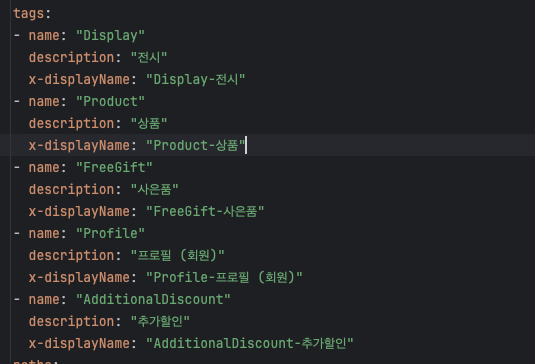 tags:
- name: "Display"
  description: "전시"
  x-displayName: "Display-전시"
- name: "Product"
  description: "상품"
  x-displayName: "Product-상품"
- name: "FreeGift"
  description: "사은품"
  x-displayName: "FreeGift-사은품"
- name: "Profile"
  description: "프로필 (회원)"
  x-displayName: "Profile-프로필 (회원)"
- name: "AdditionalDiscount"
  description: "추가할인"
  x-displayName: "AdditionalDiscount-추가할인"